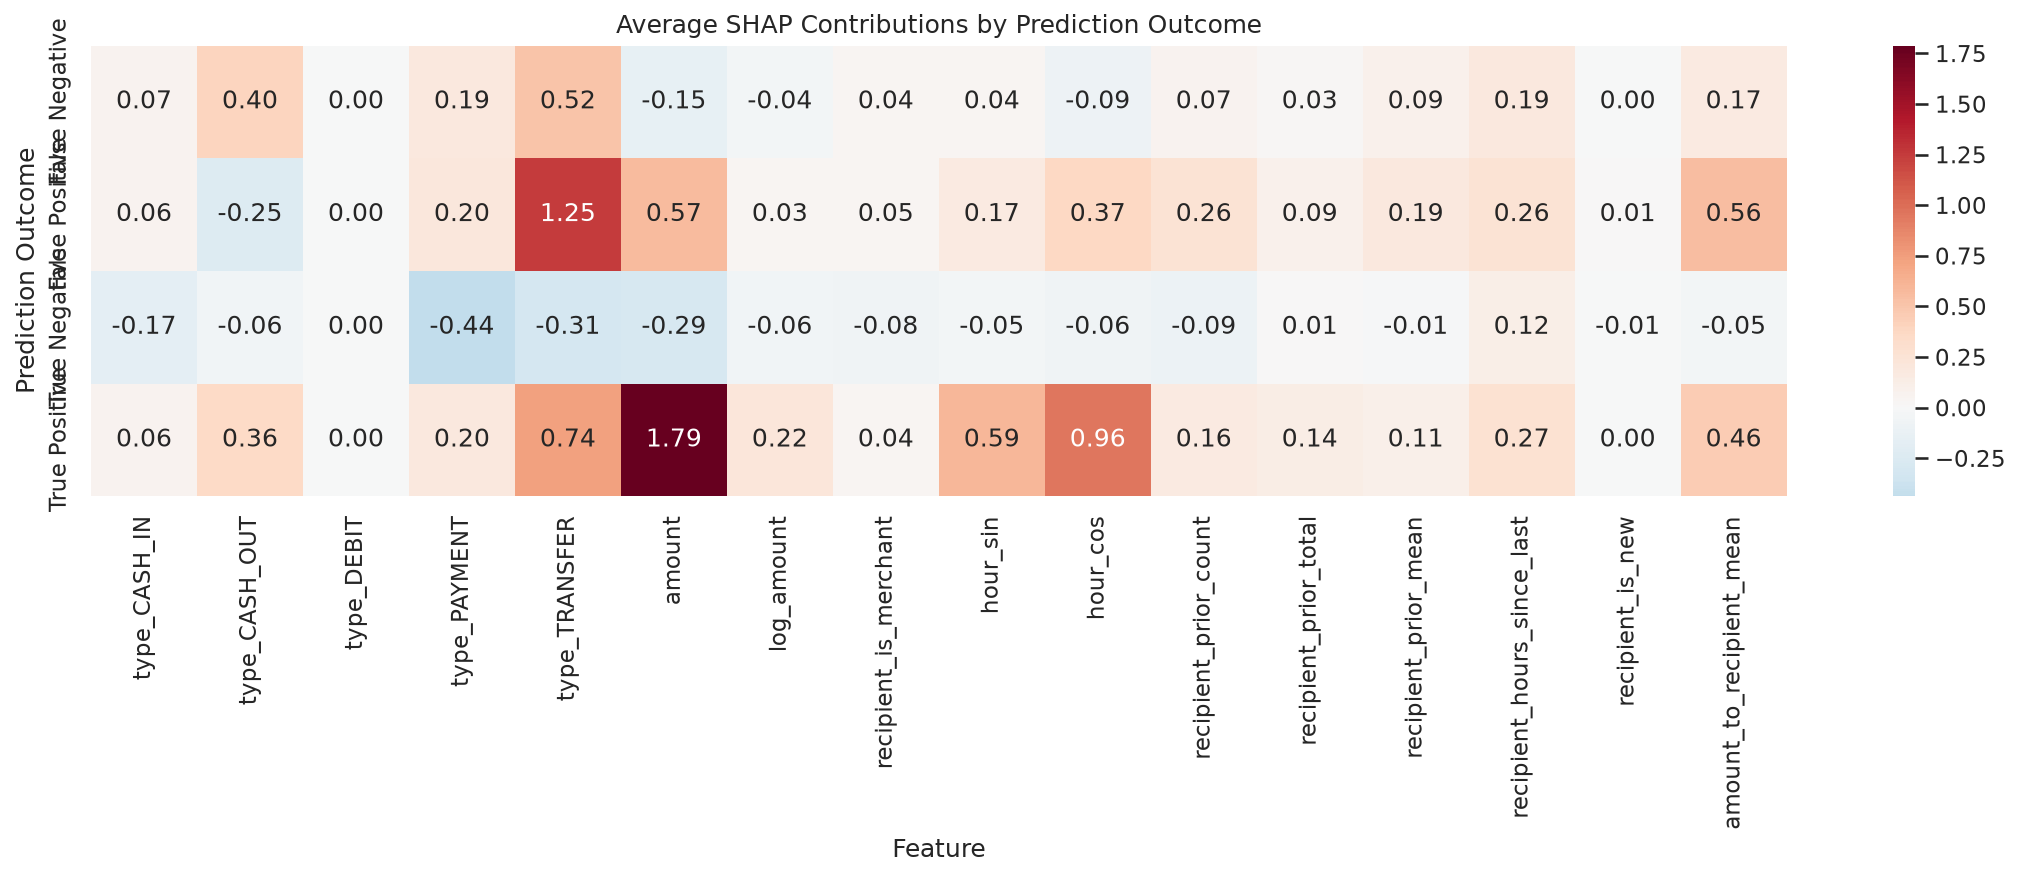 Average SHAP Contributions by Prediction Outcome
Prediction Outcome
False Negative
False Positive
True Negative
True Positive
0.07 0.40 0.00 0.19 0.52 -0.15 -0.04 0.04 0.04 -0.09 0.07 0.03 0.09 0.19 0.00 0.17
0.06 -0.25 0.00 0.20 1.25 0.57 0.03 0.05 0.17 0.37 0.26 0.09 0.19 0.26 0.01 0.56
-0.17 -0.06 0.00 -0.44 -0.31 -0.29 -0.06 -0.08 -0.05 -0.06 -0.09 0.01 -0.01 0.12 -0.01 -0.05
0.06 0.36 0.00 0.20 0.74 1.79 0.22 0.04 0.59 0.96 0.16 0.14 0.11 0.27 0.00 0.46
type_CASH_IN
type_CASH_OUT
type_DEBIT
type_PAYMENT
type_TRANSFER
amount
log_amount
recipient_is_merchant
hour_sin
hour_cos
recipient_prior_count
recipient_prior_total
recipient_prior_mean
recipient_hours_since_last
recipient_is_new
amount_to_recipient_mean
Feature
1.75
1.50
1.25
1.00
0.75
0.50
0.25
0.00
−0.25